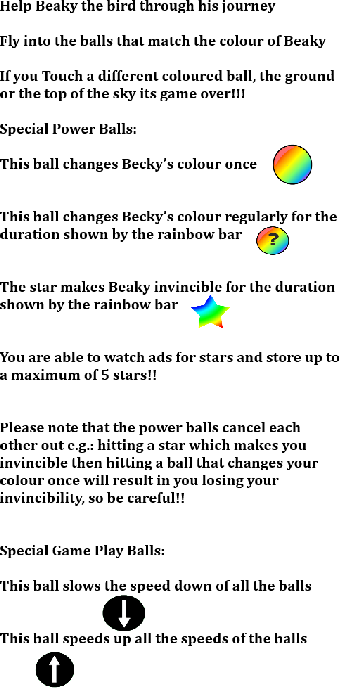 Help Beaky the bird through his journey
Fly into the balls that match the colour of Beaky
If you Touch a different coloured ball, the ground
or the top of the sky its game over!!!
Special Power Balls:
This ball changes Becky's colour once
This ball changes Becky's colour regularly for the
duration shown by the rainbow bar
?
The star makes Beaky invincible for the duration
shown by the rainbow bar
You are able to watch ads for stars and store up to
a maximum of 5 stars!!
Please note that the power balls cancel each
other out e.g.: hitting a star which makes you
invincible then hitting a ball that changes your
colour once will result in you losing your
invincibility, so be careful!!
Special Game Play Balls:
This ball slows the speed down of all the balls
This ball speeds up all the speeds of the balls